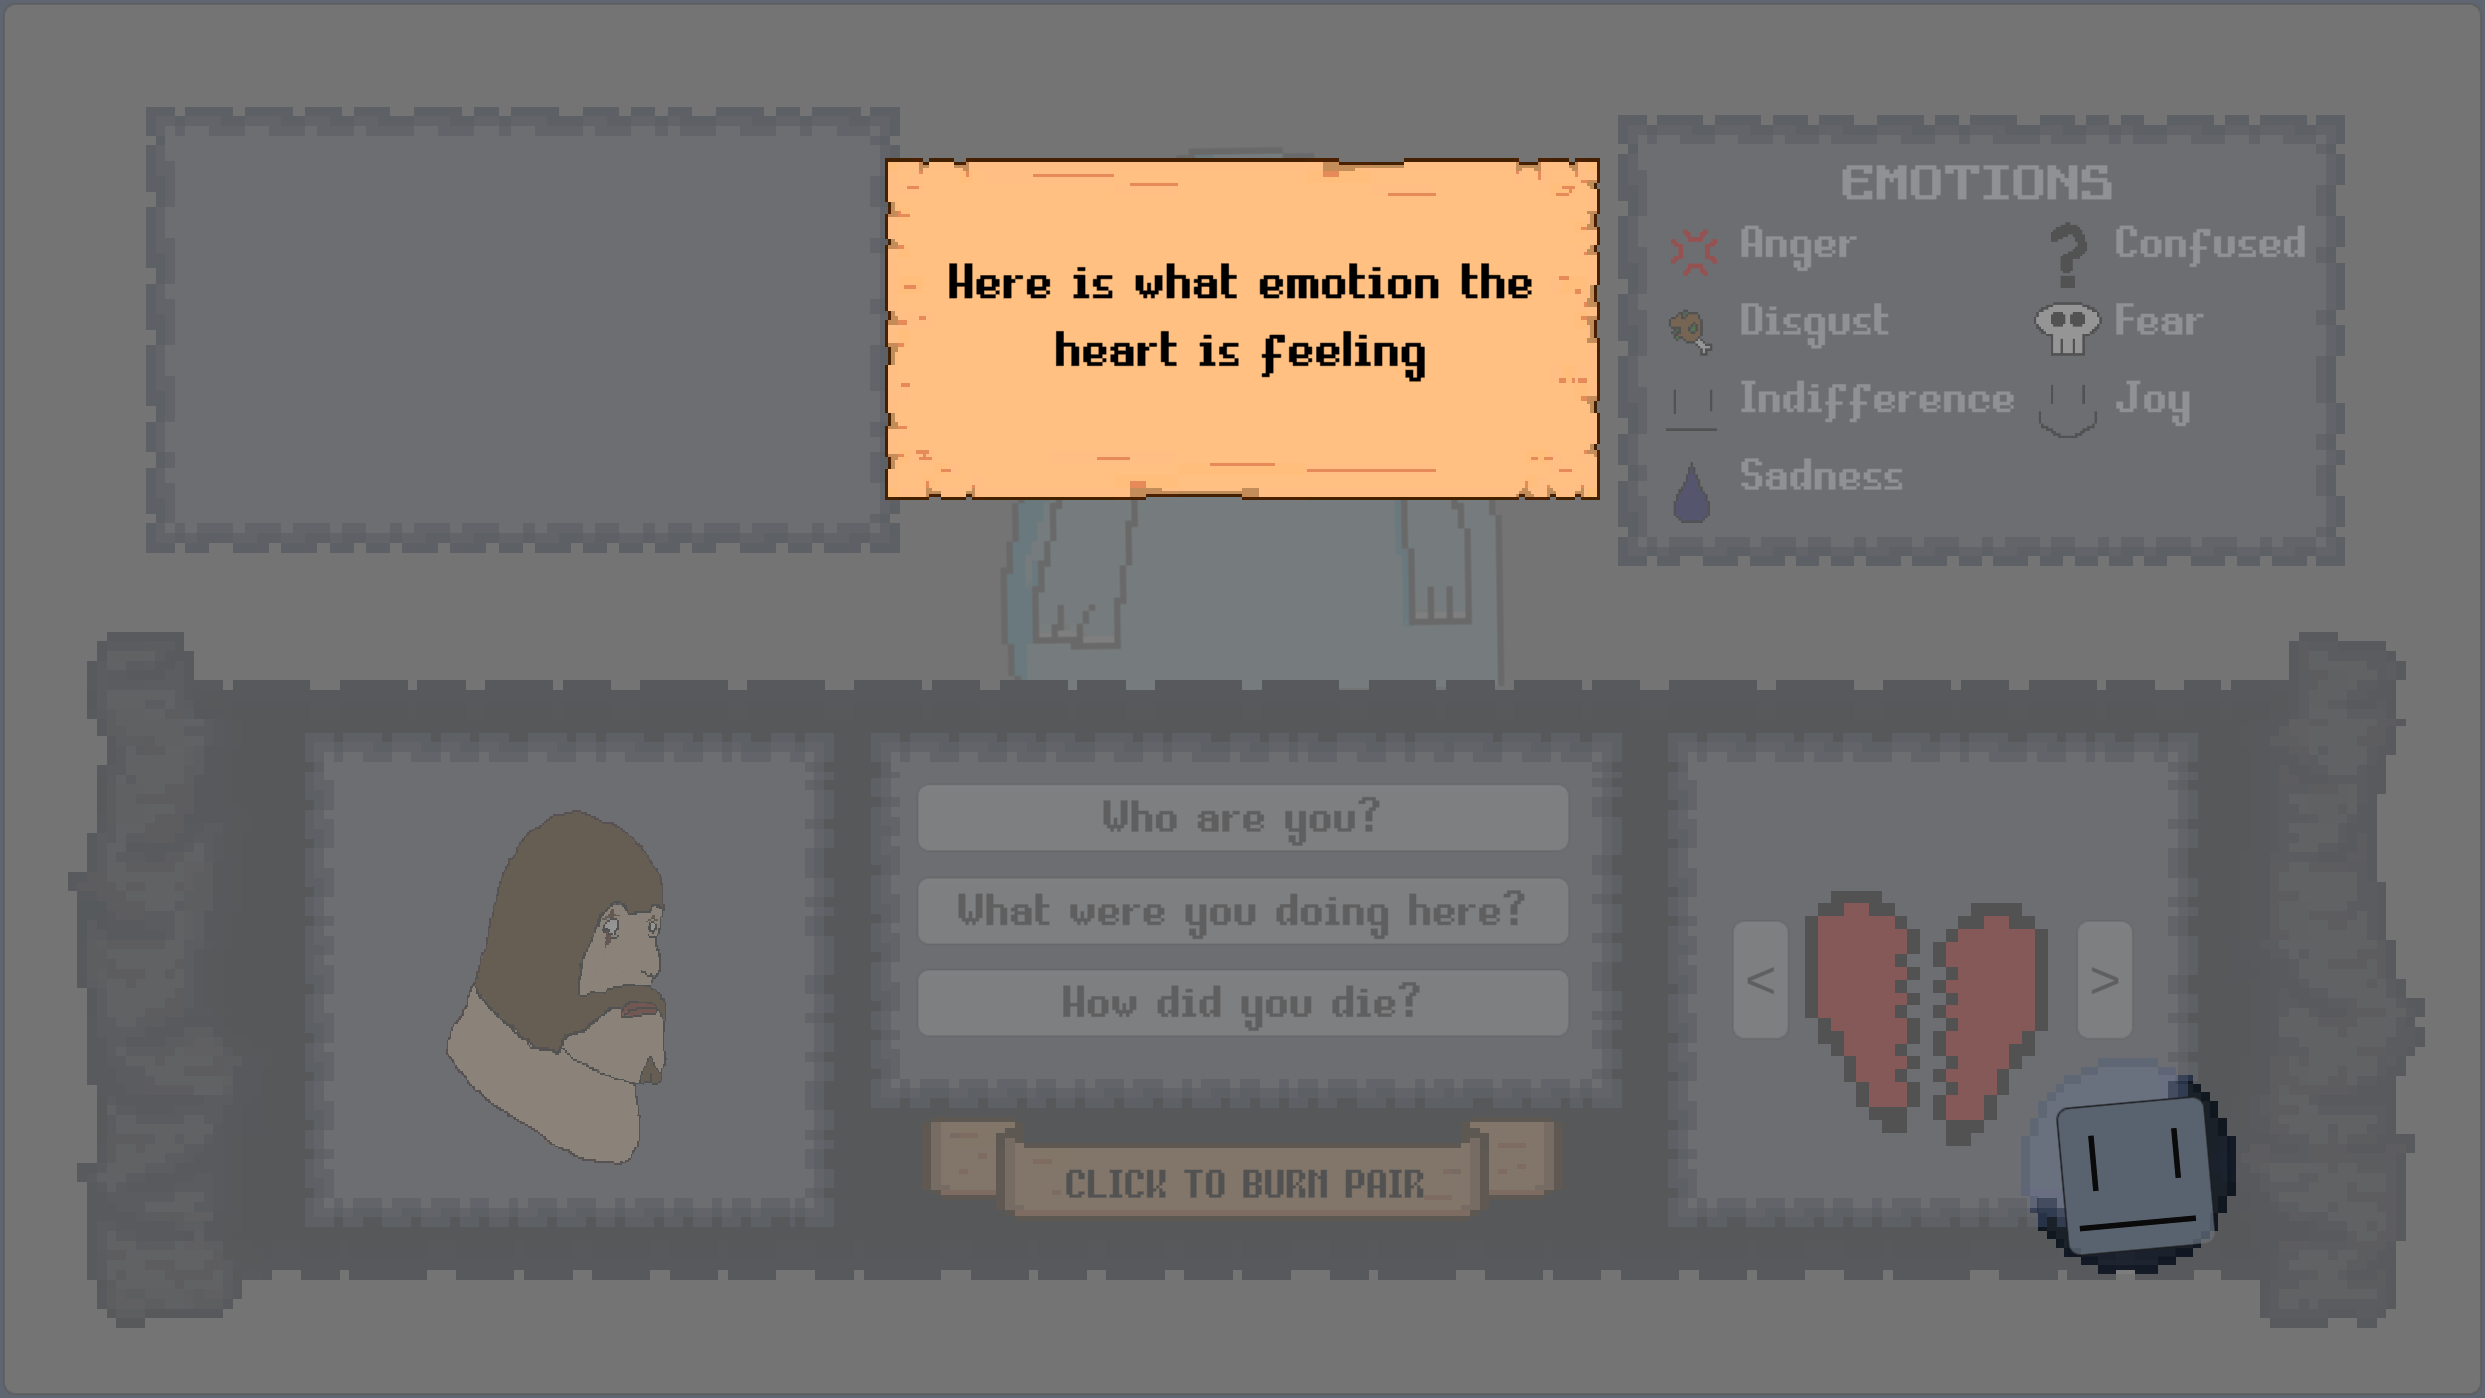 Here is what emotion the
heart is feeling
EMOTIONS
Anger
Confused
Disgust
Fear
Indifference
Joy
Sadness
Who are you?
What were you doing here?
How did you die?
<
>
CLICK TO BURN PAIR